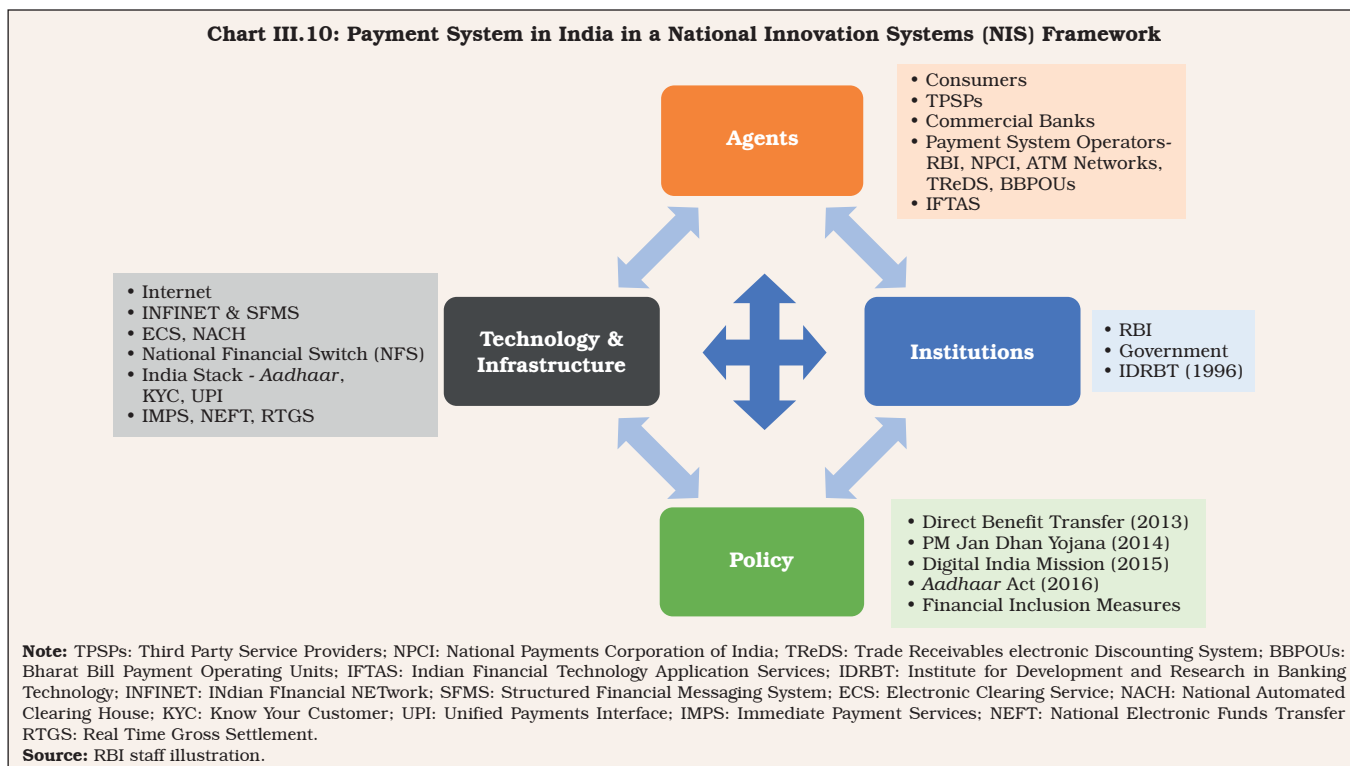 Chart III.10: Payment System in India in a National Innovation Systems (NIS) Framework
Agents
• Consumers
• TPSPs
• Commercial Banks
• Payment System Operators-
RBI, NPCI, ATM Networks,
TReDS, BBPOUs
• IFTAS
• Internet
• INFINET & SFMS
• ECS, NACH
• National Financial Switch (NFS)
• India Stack - Aadhaar,
KYC, UPI
• IMPS, NEFT, RTGS
Technology &
Infrastructure
Institutions
• RBI
• Government
• IDRBT (1996)
Policy
• Direct Benefit Transfer (2013)
• PM Jan Dhan Yojana (2014)
• Digital India Mission (2015)
• Aadhaar Act (2016)
• Financial Inclusion Measures
Note: TPSPs: Third Party Service Providers; NPCI: National Payments Corporation of India; TReDS: Trade Receivables electronic Discounting System; BBPOUs:
Bharat Bill Payment Operating Units; IFTAS: Indian Financial Technology Application Services; IDRBT: Institute for Development and Research in Banking
Technology; INFINET: INdian FInancial NETwork; SFMS: Structured Financial Messaging System; ECS: Electronic Clearing Service; NACH: National Automated
Clearing House; KYC: Know Your Customer; UPI: Unified Payments Interface; IMPS: Immediate Payment Services; NEFT: National Electronic Funds Transfer
RTGS: Real Time Gross Settlement.
Source: RBI staff illustration.